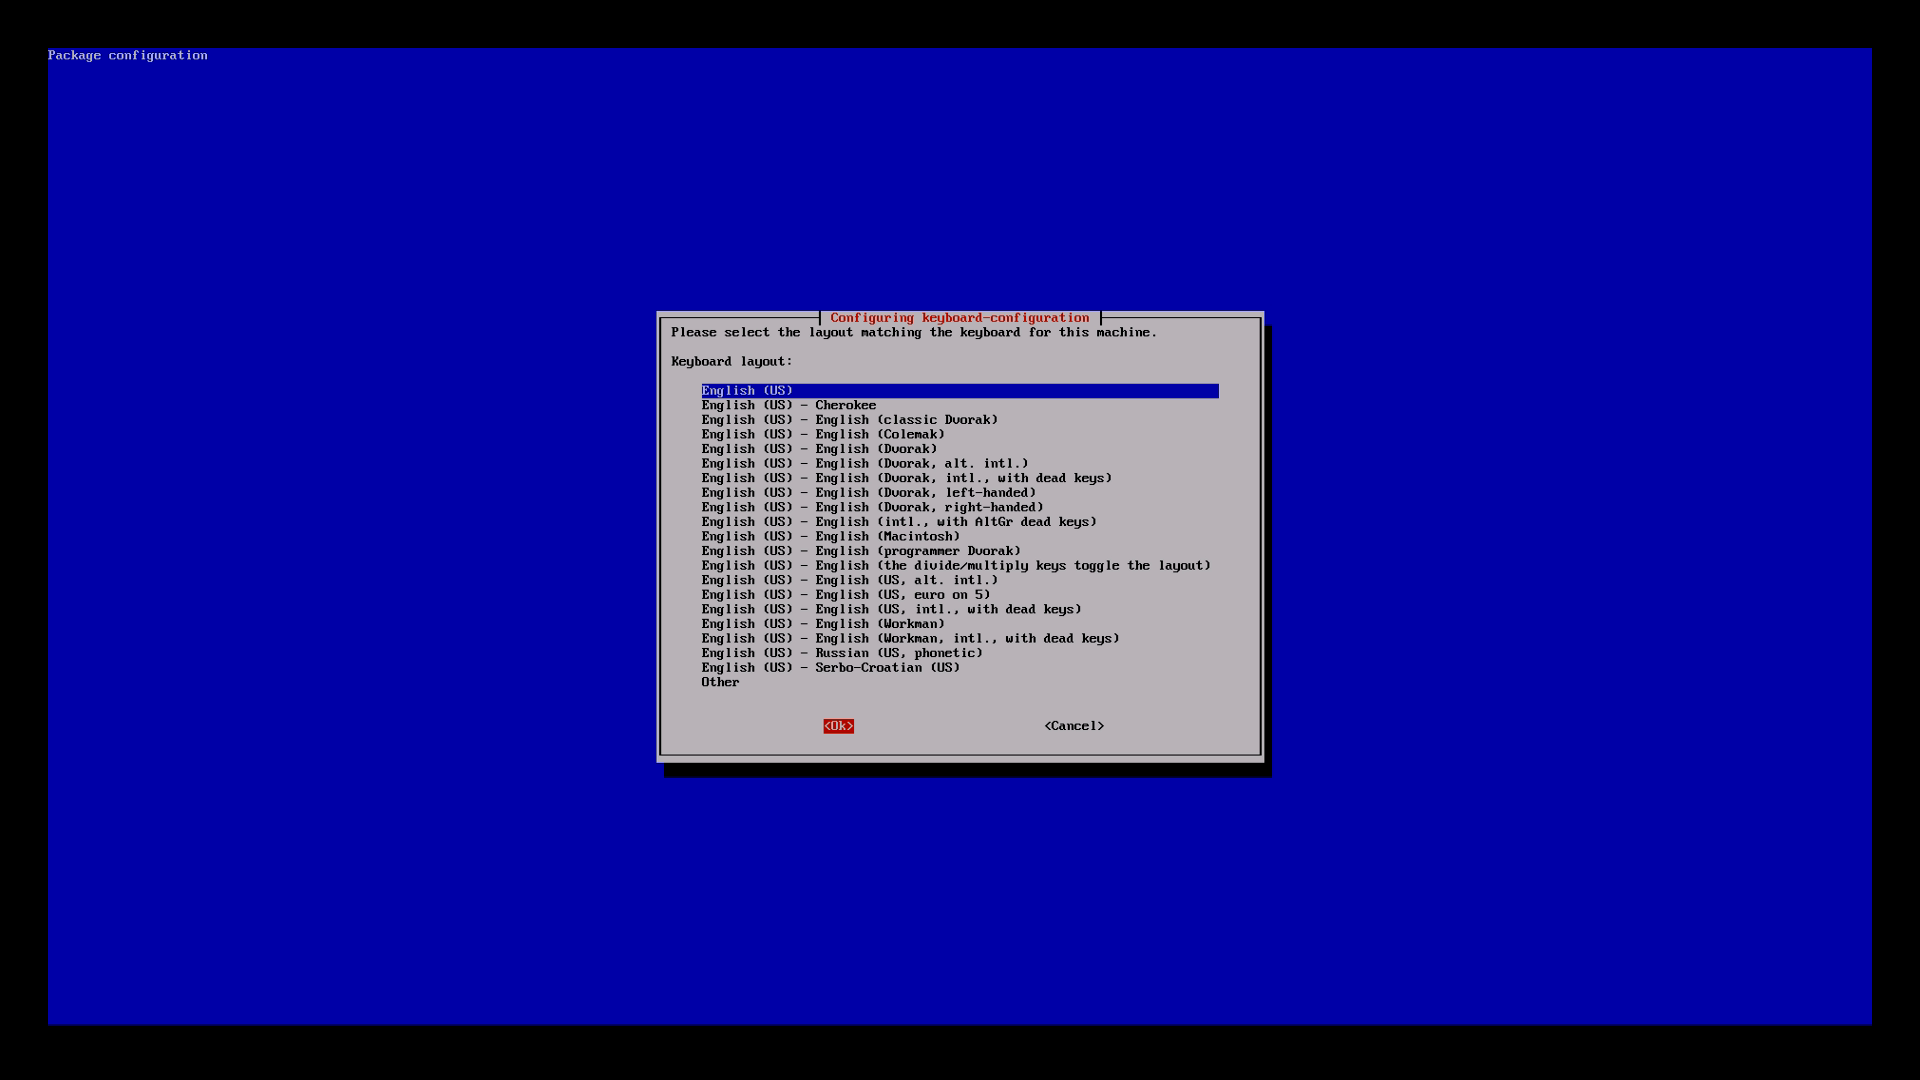 Package configuration
Configuring keyboard-configuration
Please select the layout matching the keyboard for this machine.
Keyboard layout:
English (US)
English (US) - Cherokee
English (US) - English (classic Dvorak)
English (US) - English (Colemak)
English (US) - English (Dvorak)
English (US) - English (Dvorak, alt. intl.)
English (US) - English (Dvorak, intl., with dead keys)
English (US) - English (Dvorak, left-handed)
English (US) - English (Dvorak, right-handed)
English (US) - English (intl., with AltGr dead keys)
English (US) - English (Macintosh)
English (US) - English (programmer Dvorak)
English (US) - English (the divide/multiply keys toggle the layout)
English (US) - English (US, alt. intl.)
English (US) - English (US, euro on 5)
English (US) - English (US, intl., with dead keys)
English (US) - English (Workman)
English (US) - English (Workman, intl., with dead keys)
English (US) - Russian (US, phonetic)
English (US) - Serbo-Croatian (US)
Other
<Ok> <Cancel>